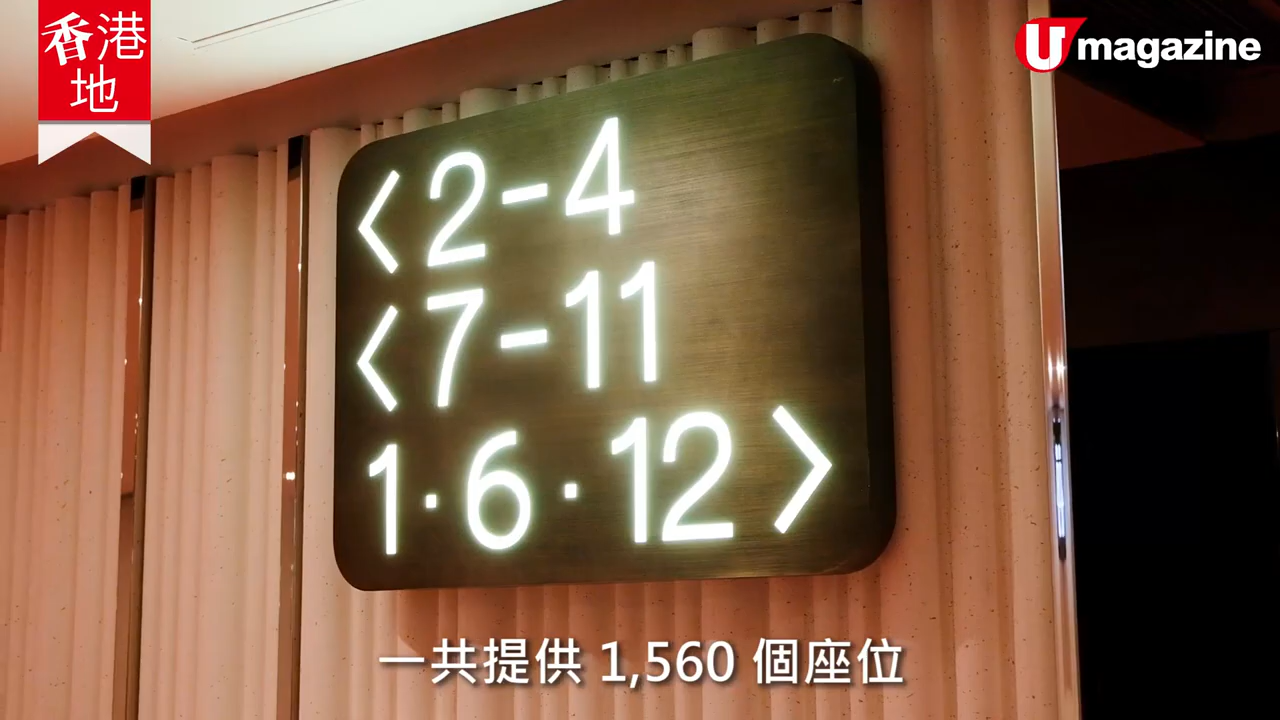 香港
地
U magazine
<2-4
<7-11
1·6·12>
一共提供 1,560 個座位